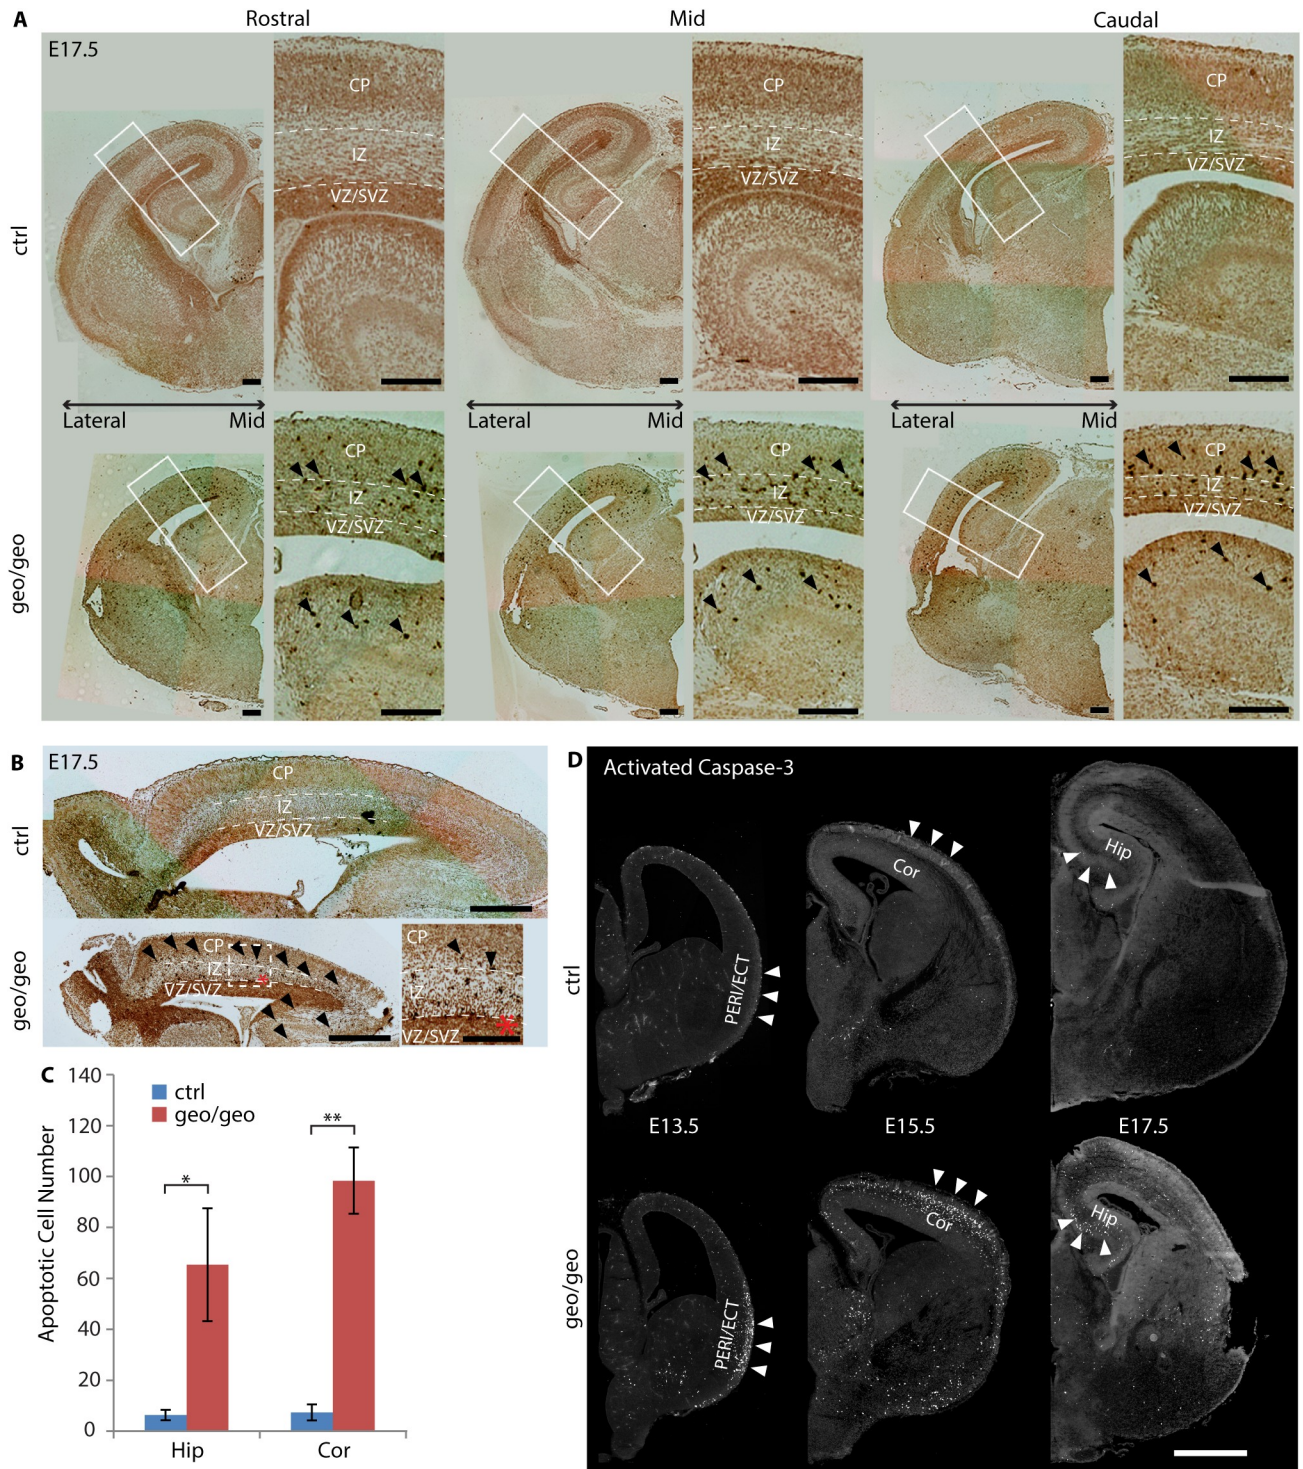 A
Rostral
Mid
Caudal
E17.5
ctrl
CP
IZ
VZ/SVZ
CP
IZ
VZ/SVZ
CP
IZ
VZ/SVZ
Lateral Mid
Lateral Mid
Lateral Mid
geo/geo
CP
IZ
VZ/SVZ
CP
IZ
VZ/SVZ
CP
IZ
VZ/SVZ
B
E17.5
ctrl
CP
IZ
VZ/SVZ
geo/geo
CP
IZ
VZ/SVZ
*
CP
IZ
VZ/SVZ
*
C
Apoptotic Cell Number
140
120
100
80
60
40
20
0
ctrl
geo/geo
*
**
Hip
Cor
D
Activated Caspase-3
ctrl
PERI/ECT
Cor
Hip
E13.5
E15.5
E17.5
geo/geo
PERI/ECT
Cor
Hip